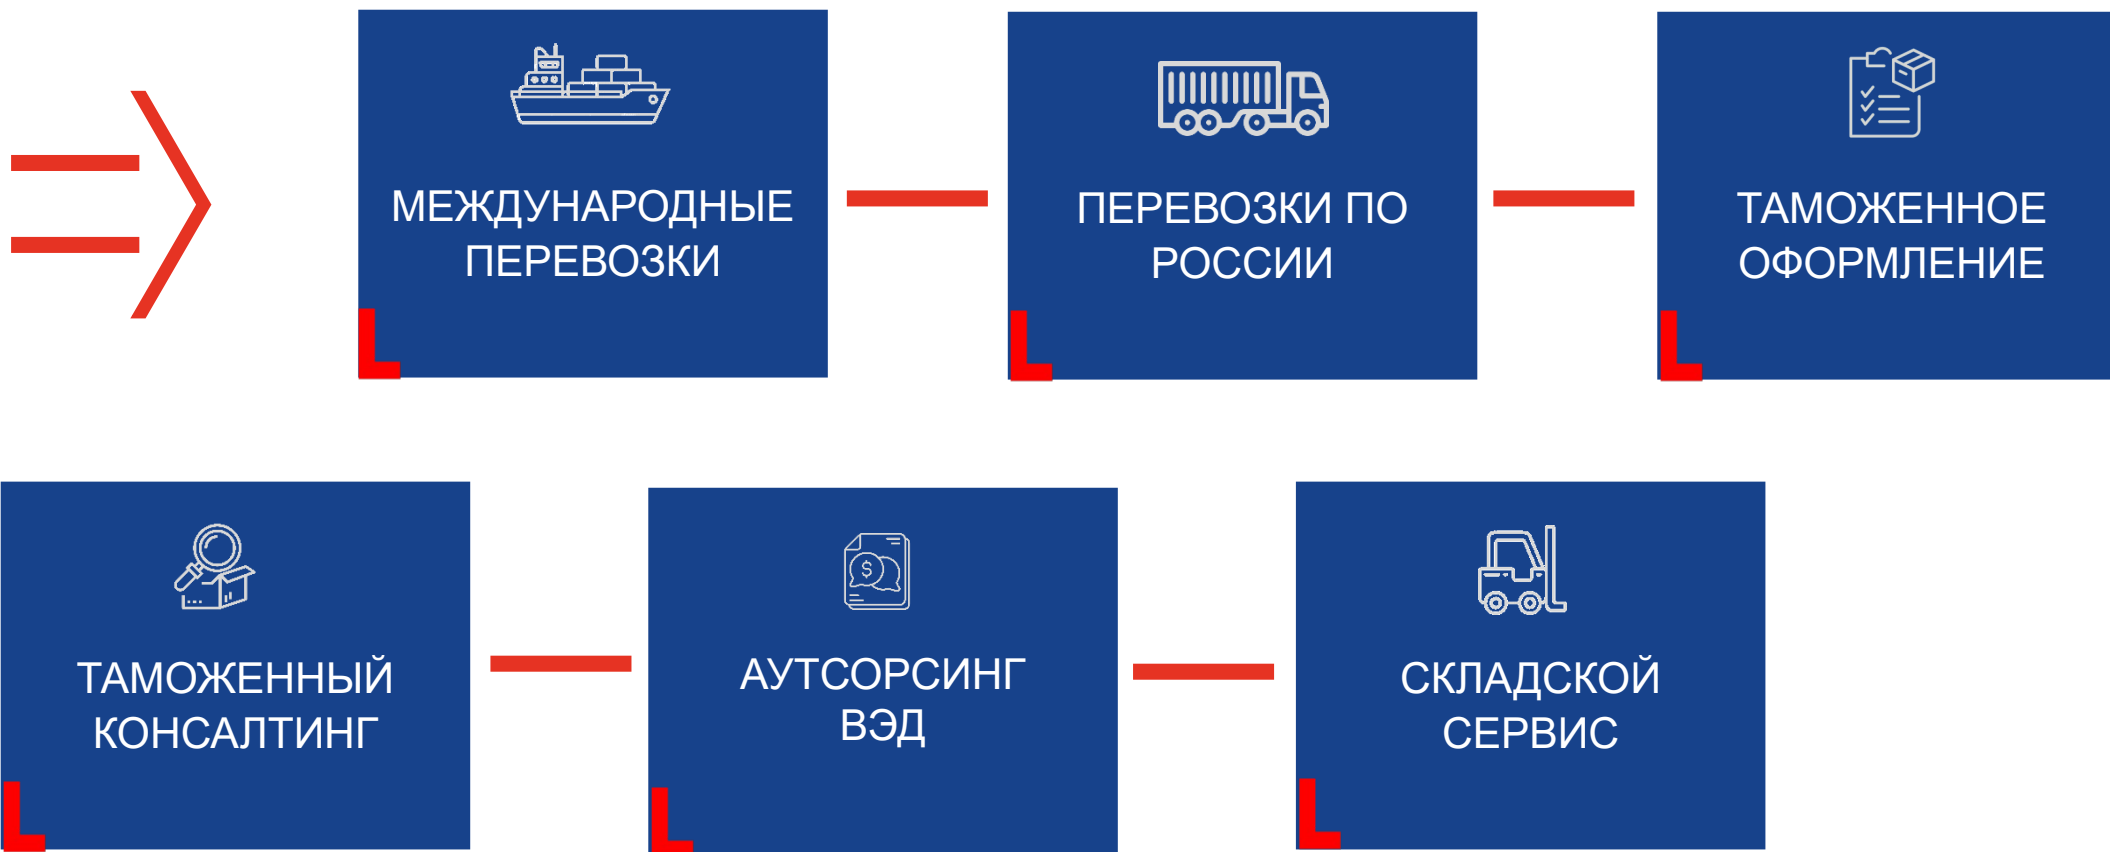 МЕЖДУНАРОДНЫЕ
ПЕРЕВОЗКИ
ПЕРЕВОЗКИ ПО
РОССИИ
ТАМОЖЕННОЕ
ОФОРМЛЕНИЕ
ТАМОЖЕННЫЙ
КОНСАЛТИНГ
$
АУТСОРСИНГ
ВЭД
СКЛАДСКОЙ
СЕРВИС